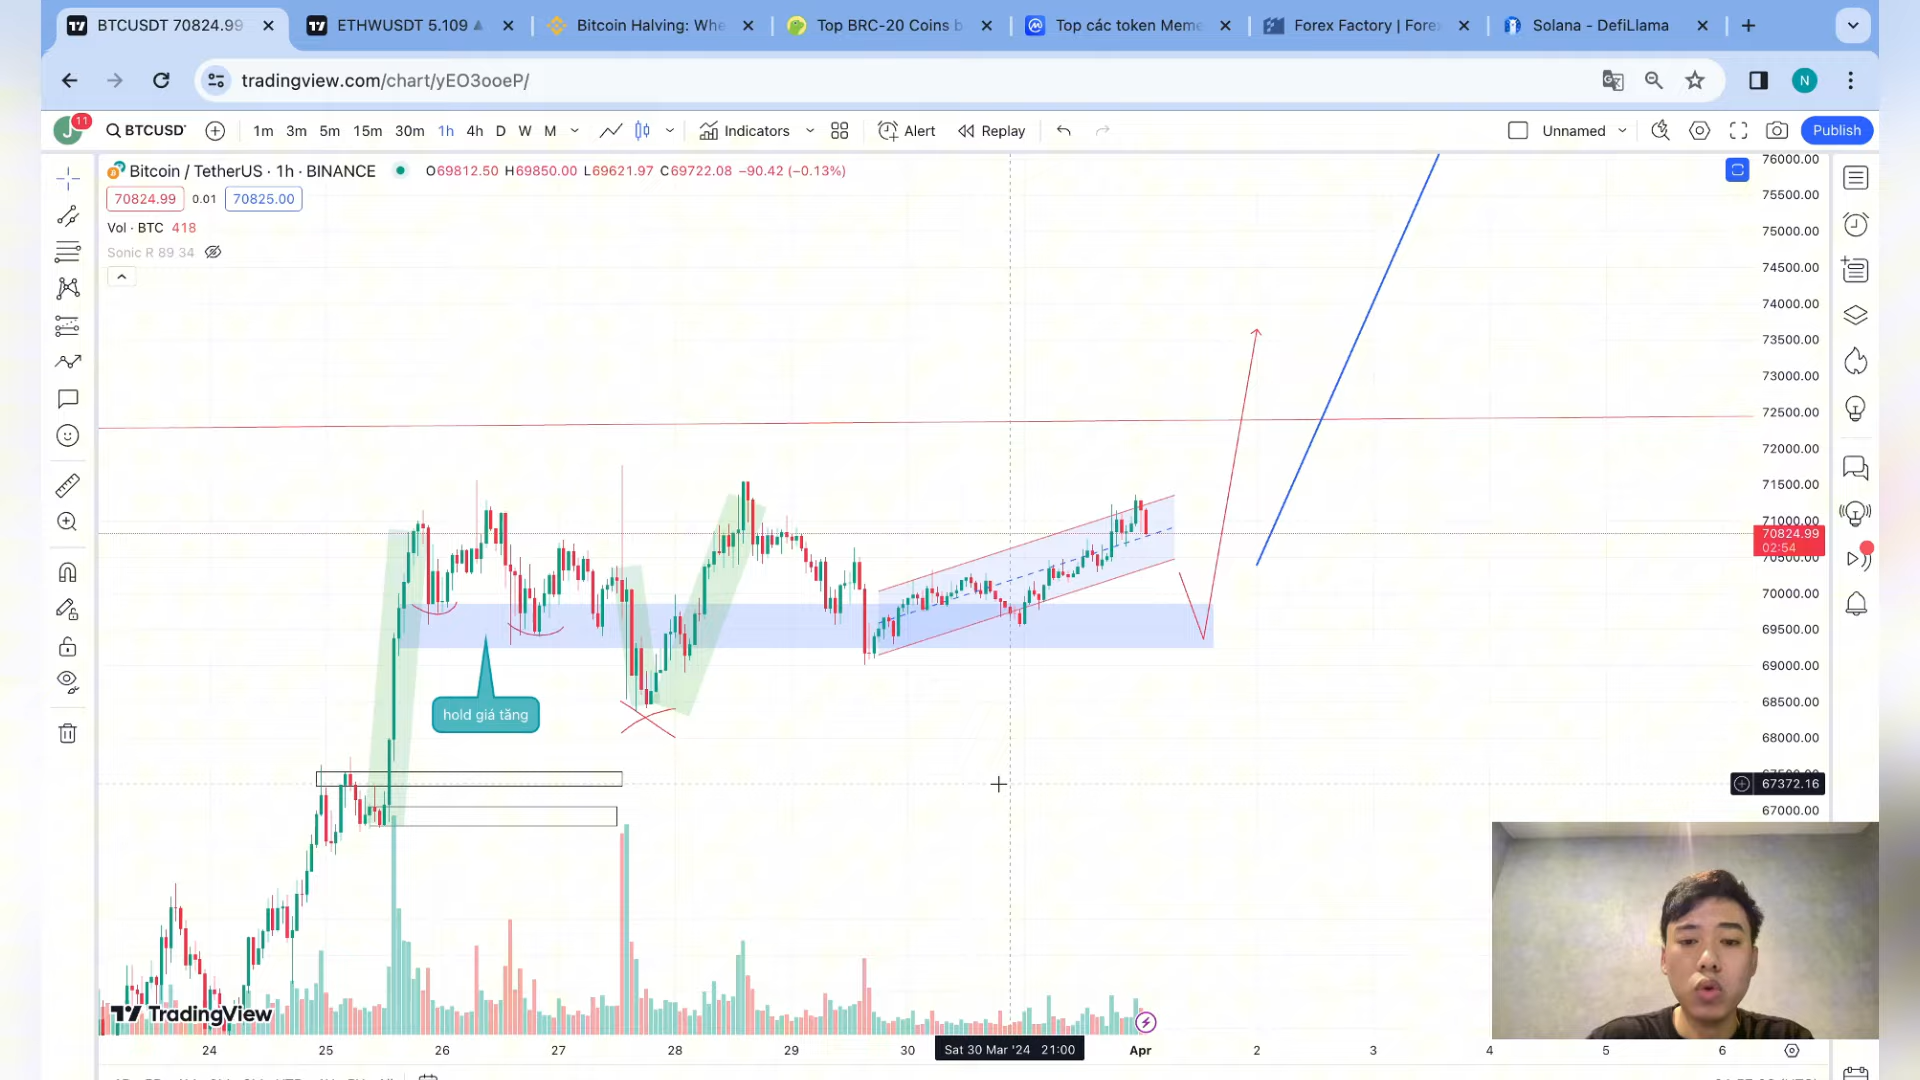 BTCUSDT 70824.99
ETHWUSDT 5.109
Bitcoin Halving: Whe
Top BRC-20 Coins b
Top các token Meme
Forex Factory | Forex
Solana - DefiLlama
tradingview.com/chart/yEO3ooeP/
N
J
11
BTCUSDT
1m 3m 5m 15m 30m 1h 4h D W M
Indicators
Alert
Replay
Unnamed
Publish
Bitcoin / TetherUS · 1h · BINANCE
O69812.50 H69850.00 L69621.97 C69722.08 −90.42 (−0.13%)
70824.99 0.01 70825.00
Vol · BTC 418
Sonic R 89 34
76000.00
75500.00
75000.00
74500.00
74000.00
73500.00
73000.00
72500.00
72000.00
71500.00
71000.00
70824.99
02:54
70500.00
70000.00
69500.00
69000.00
68500.00
68000.00
67500.00
67372.16
67000.00
hold giá tăng
TradingView
24 25 26 27 28 29 30 Sat 30 Mar '24 21:00 Apr 2 3 4 5 6